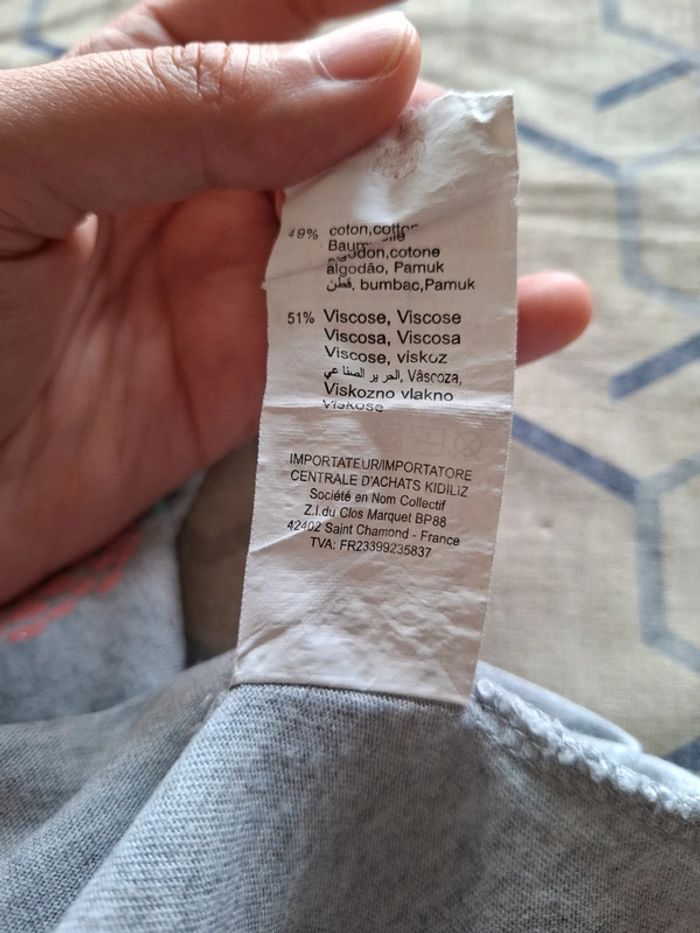 49% coton,cotton
Baumwolle
algodon,cotone
algodão, Pamuk
قطن, bumbac,Pamuk
51% Viscose, Viscose
Viscosa, Viscosa
Viscose, viskoz
الحرير الصناعي, Vâscoza,
Viskozno vlakno
Viskose
IMPORTATEUR/IMPORTATORE
CENTRALE D'ACHATS KIDILIZ
Société en Nom Collectif
Z.I.du Clos Marquet BP88
42402 Saint Chamond - France
TVA: FR23399235837